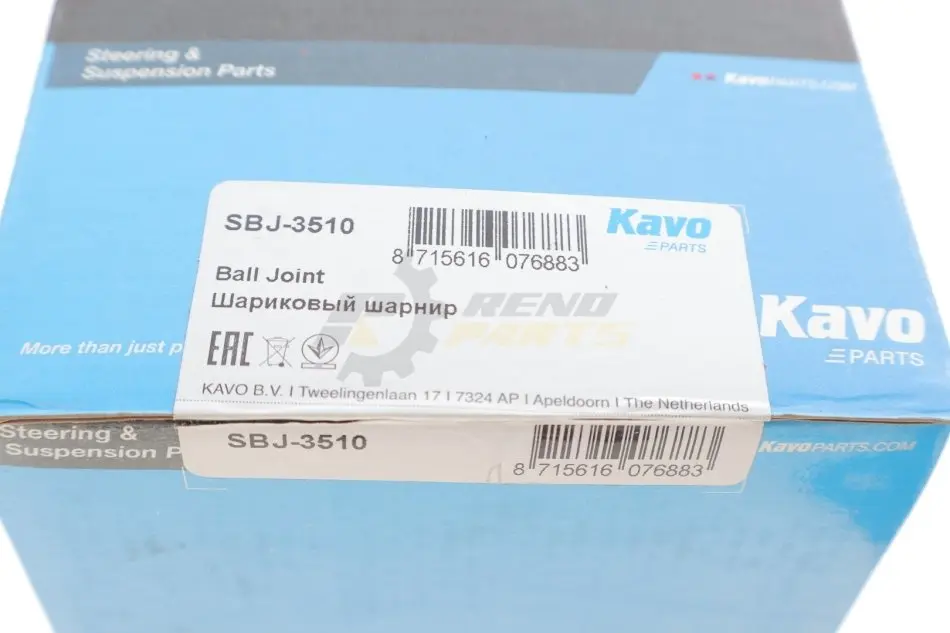 Steering &
Suspension Parts
KavoPARTS.COM
SBJ-3510
8 715616 076883
Kavo
PARTS
Ball Joint
Шариковый шарнир
RENO
PARTS
EAC
Kavo
PARTS
More than just p
KAVO B.V. I Tweelingenlaan 17 I 7324 AP I Apeldoorn I The Netherlands
Steering &
Suspension Parts
SBJ-3510
8 715616 076883
KavoPARTS.COM